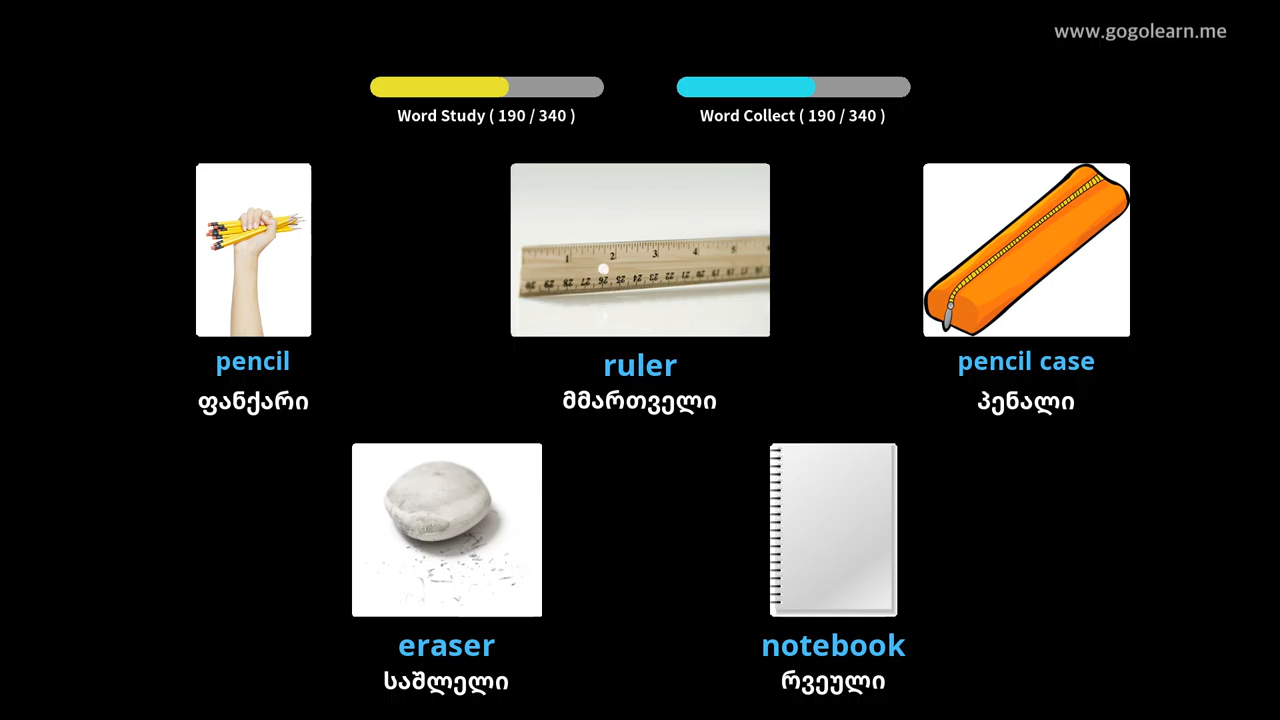 www.gogolearn.me
Word Study ( 190 / 340 )
Word Collect ( 190 / 340 )
pencil
ფანქარი
ruler
მმართველი
pencil case
პენალი
eraser
საშლელი
notebook
რვეული